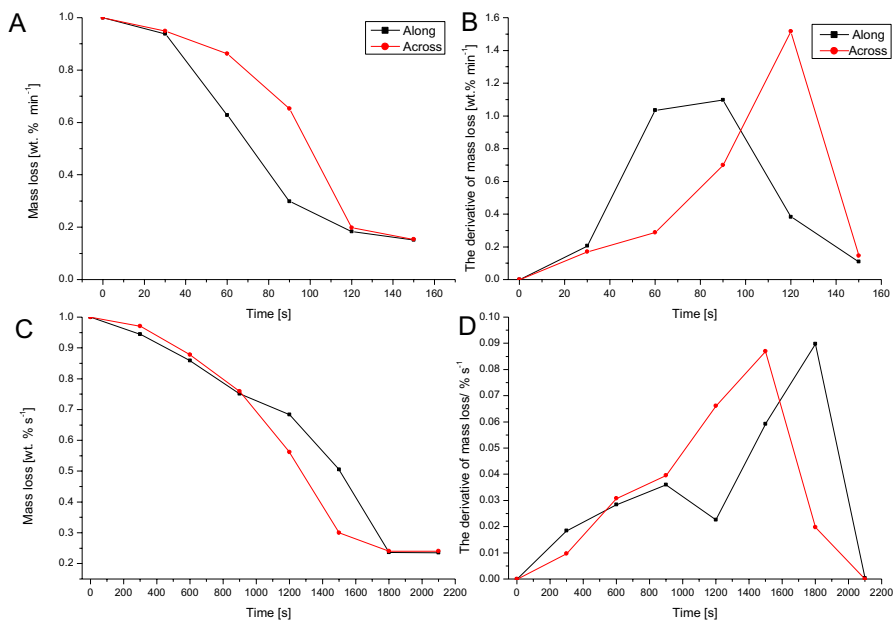 A
Along
Across
Mass loss [wt. % min⁻¹]
1.0
0.8
0.6
0.4
0.2
0.0
0 20 40 60 80 100 120 140 160
Time [s]
B
Along
Across
The derivative of mass loss [wt.% min⁻¹]
1.6
1.4
1.2
1.0
0.8
0.6
0.4
0.2
0.0
0 20 40 60 80 100 120 140 160
Time [s]
C
Mass loss [wt. % s⁻¹]
1.0
0.9
0.8
0.7
0.6
0.5
0.4
0.3
0.2
0 200 400 600 800 1000 1200 1400 1600 1800 2000 2200
Time [s]
D
The derivative of mass loss/ % s⁻¹
0.10
0.09
0.08
0.07
0.06
0.05
0.04
0.03
0.02
0.01
0.00
0 200 400 600 800 1000 1200 1400 1600 1800 2000 2200
Time [s]